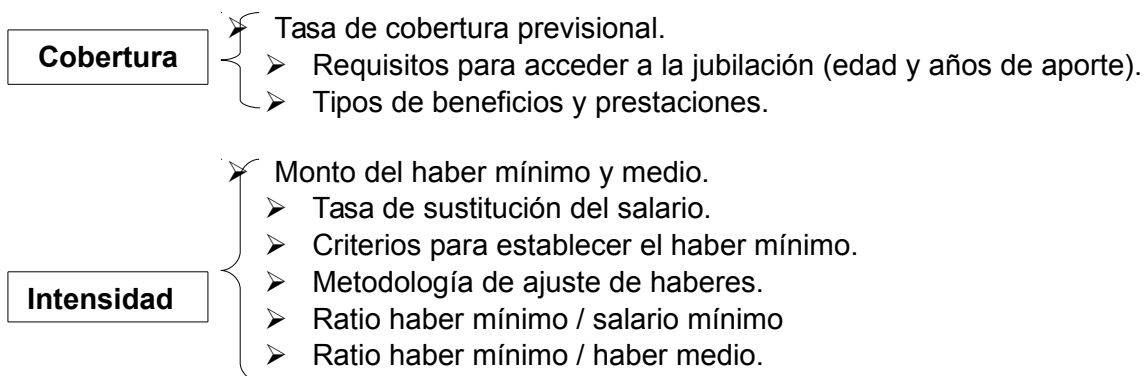 Cobertura
➢ Tasa de cobertura previsional.
➢ Requisitos para acceder a la jubilación (edad y años de aporte).
➢ Tipos de beneficios y prestaciones.
Intensidad
➢ Monto del haber mínimo y medio.
➢ Tasa de sustitución del salario.
➢ Criterios para establecer el haber mínimo.
➢ Metodología de ajuste de haberes.
➢ Ratio haber mínimo / salario mínimo
➢ Ratio haber mínimo / haber medio.